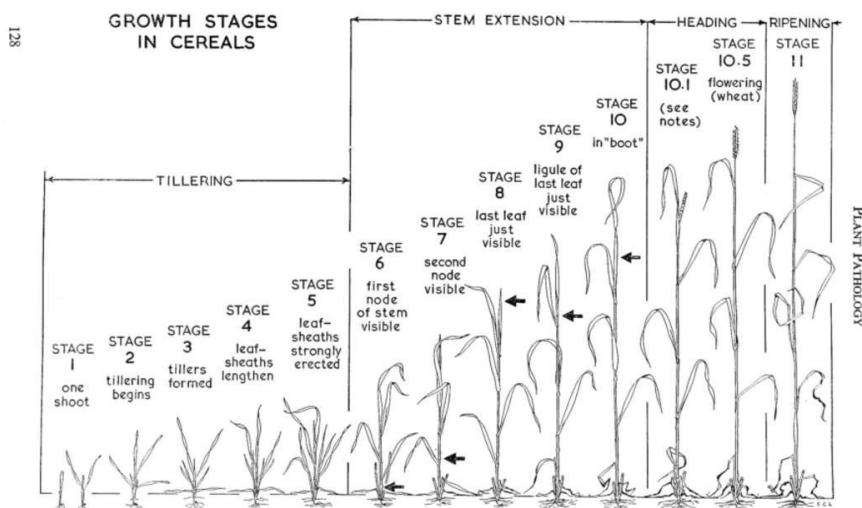 128
GROWTH STAGES
IN CEREALS
TILLERING
STEM EXTENSION
HEADING
RIPENING
STAGE
1
one
shoot
STAGE
2
tillering
begins
STAGE
3
tillers
formed
STAGE
4
leaf-
sheaths
lengthen
STAGE
5
leaf-
sheaths
strongly
erected
STAGE
6
first
node
of stem
visible
STAGE
7
second
node
visible
STAGE
8
last leaf
just
visible
STAGE
9
ligule of
last leaf
just
visible
STAGE
10
in "boot"
STAGE
10.1
(see
notes)
STAGE
10.5
flowering
(wheat)
STAGE
11
PLANT PATHOLOGY